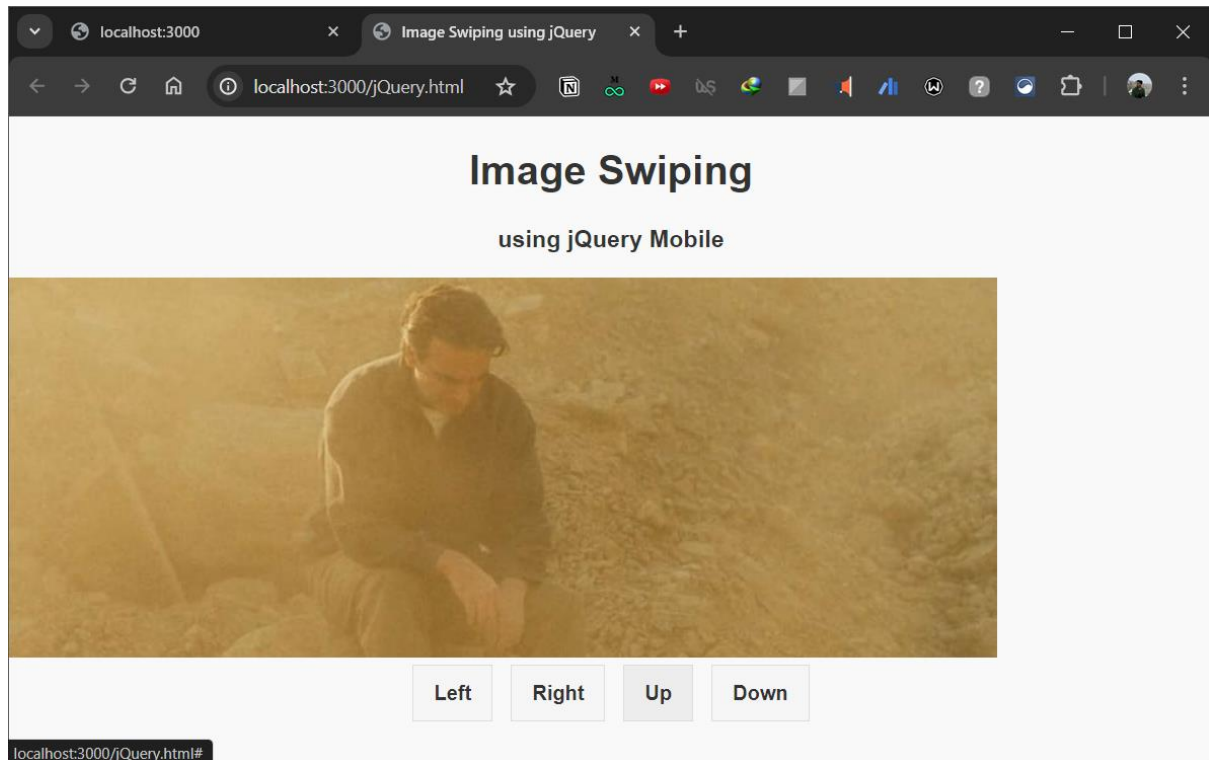 localhost:3000
Image Swiping using jQuery
localhost:3000/jQuery.html
Image Swiping
using jQuery Mobile
Left Right Up Down
localhost:3000/jQuery.html#